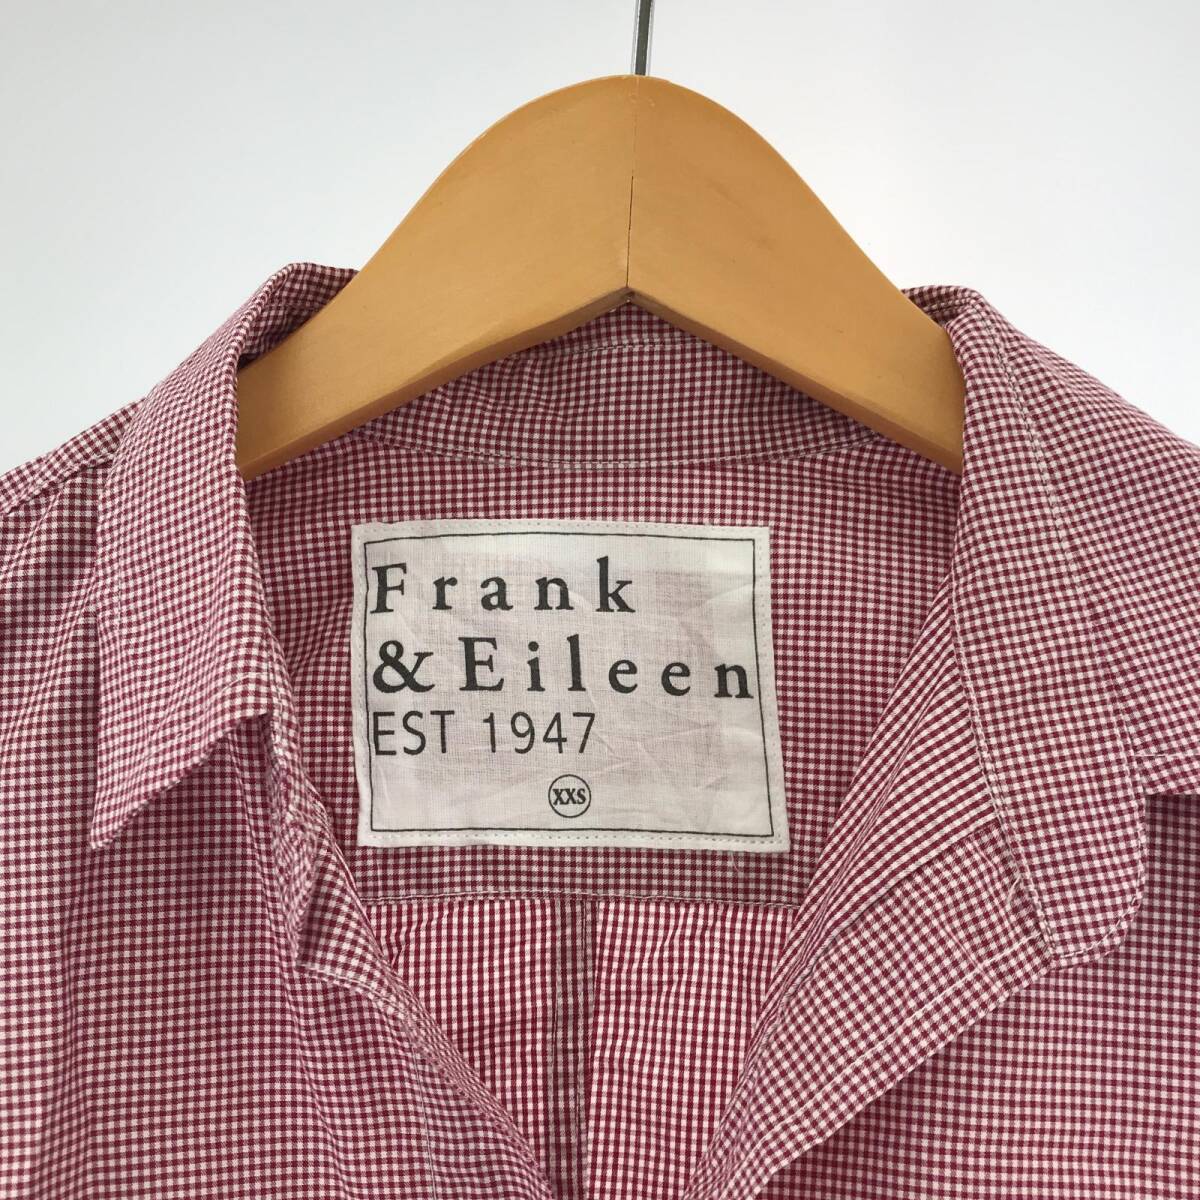 Frank
& Eileen
EST 1947
XXS